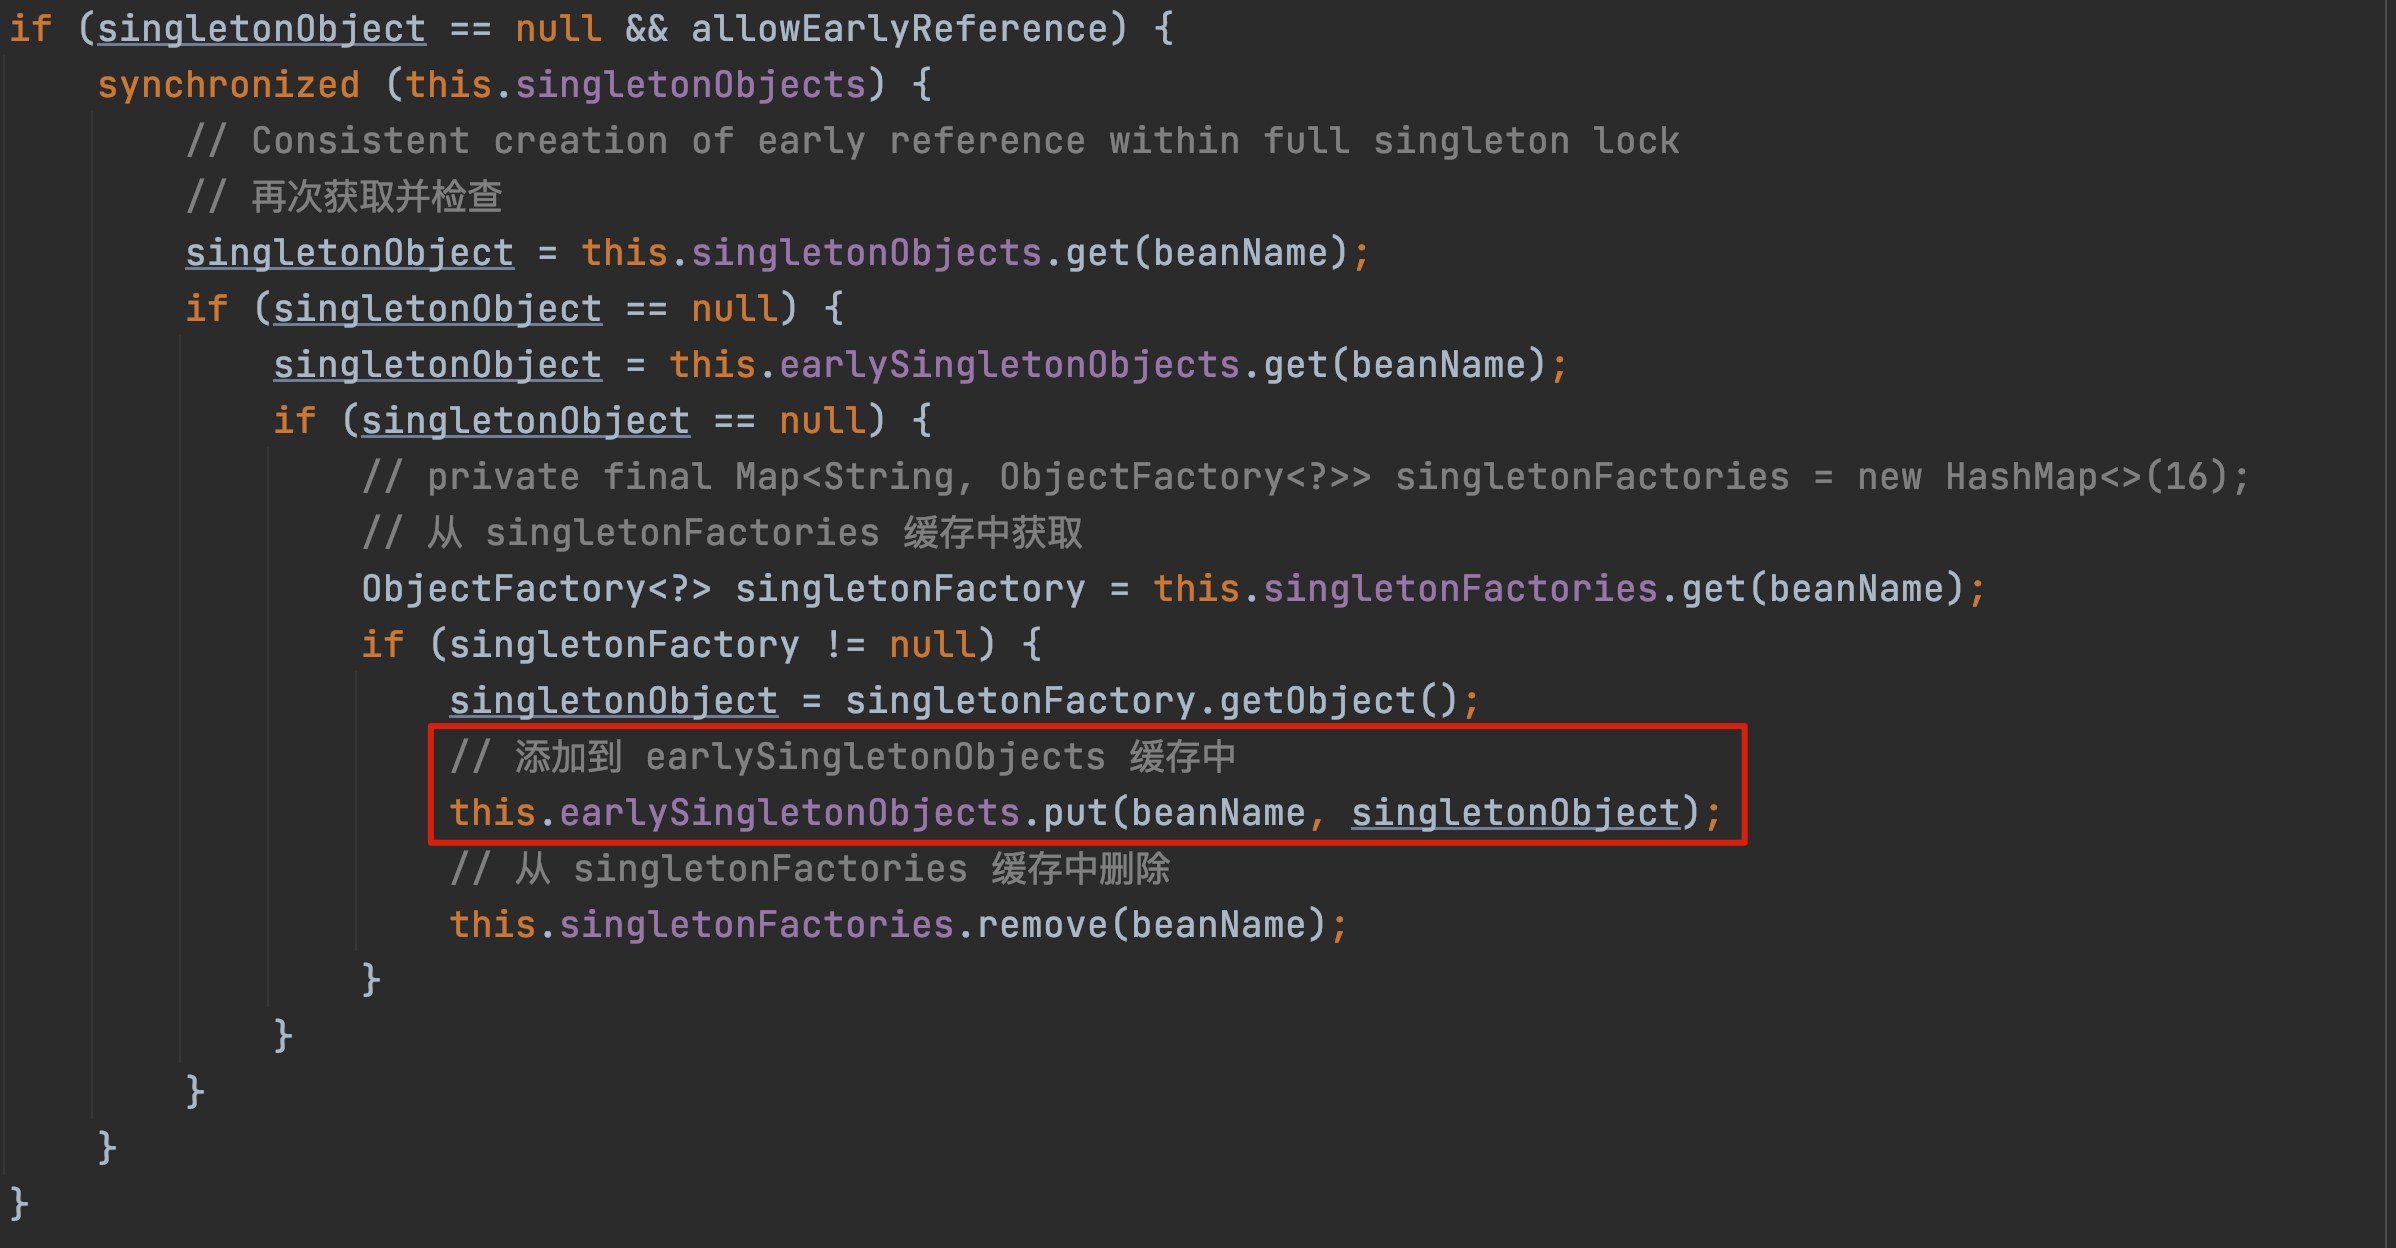 if (singletonObject == null && allowEarlyReference) {
synchronized (this.singletonObjects) {
// Consistent creation of early reference within full singleton lock
// 再次获取并检查
singletonObject = this.singletonObjects.get(beanName);
if (singletonObject == null) {
singletonObject = this.earlySingletonObjects.get(beanName);
if (singletonObject == null) {
// private final Map<String, ObjectFactory<?>> singletonFactories = new HashMap<>(16);
// 从 singletonFactories 缓存中获取
ObjectFactory<?> singletonFactory = this.singletonFactories.get(beanName);
if (singletonFactory != null) {
singletonObject = singletonFactory.getObject();
// 添加到 earlySingletonObjects 缓存中
this.earlySingletonObjects.put(beanName, singletonObject);
// 从 singletonFactories 缓存中删除
this.singletonFactories.remove(beanName);
}
}
}
}
}